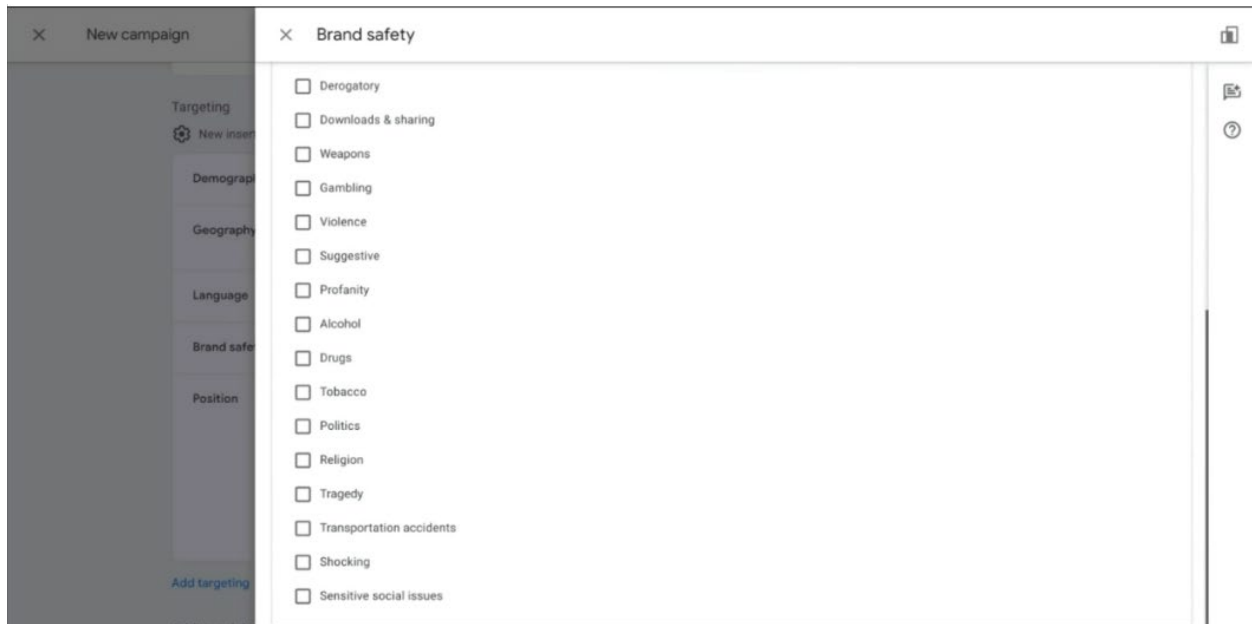 New campaign
Brand safety
Targeting
New inser
Demograp
Geography
Language
Brand safe
Position
Add targeting
Derogatory
Downloads & sharing
Weapons
Gambling
Violence
Suggestive
Profanity
Alcohol
Drugs
Tobacco
Politics
Religion
Tragedy
Transportation accidents
Shocking
Sensitive social issues